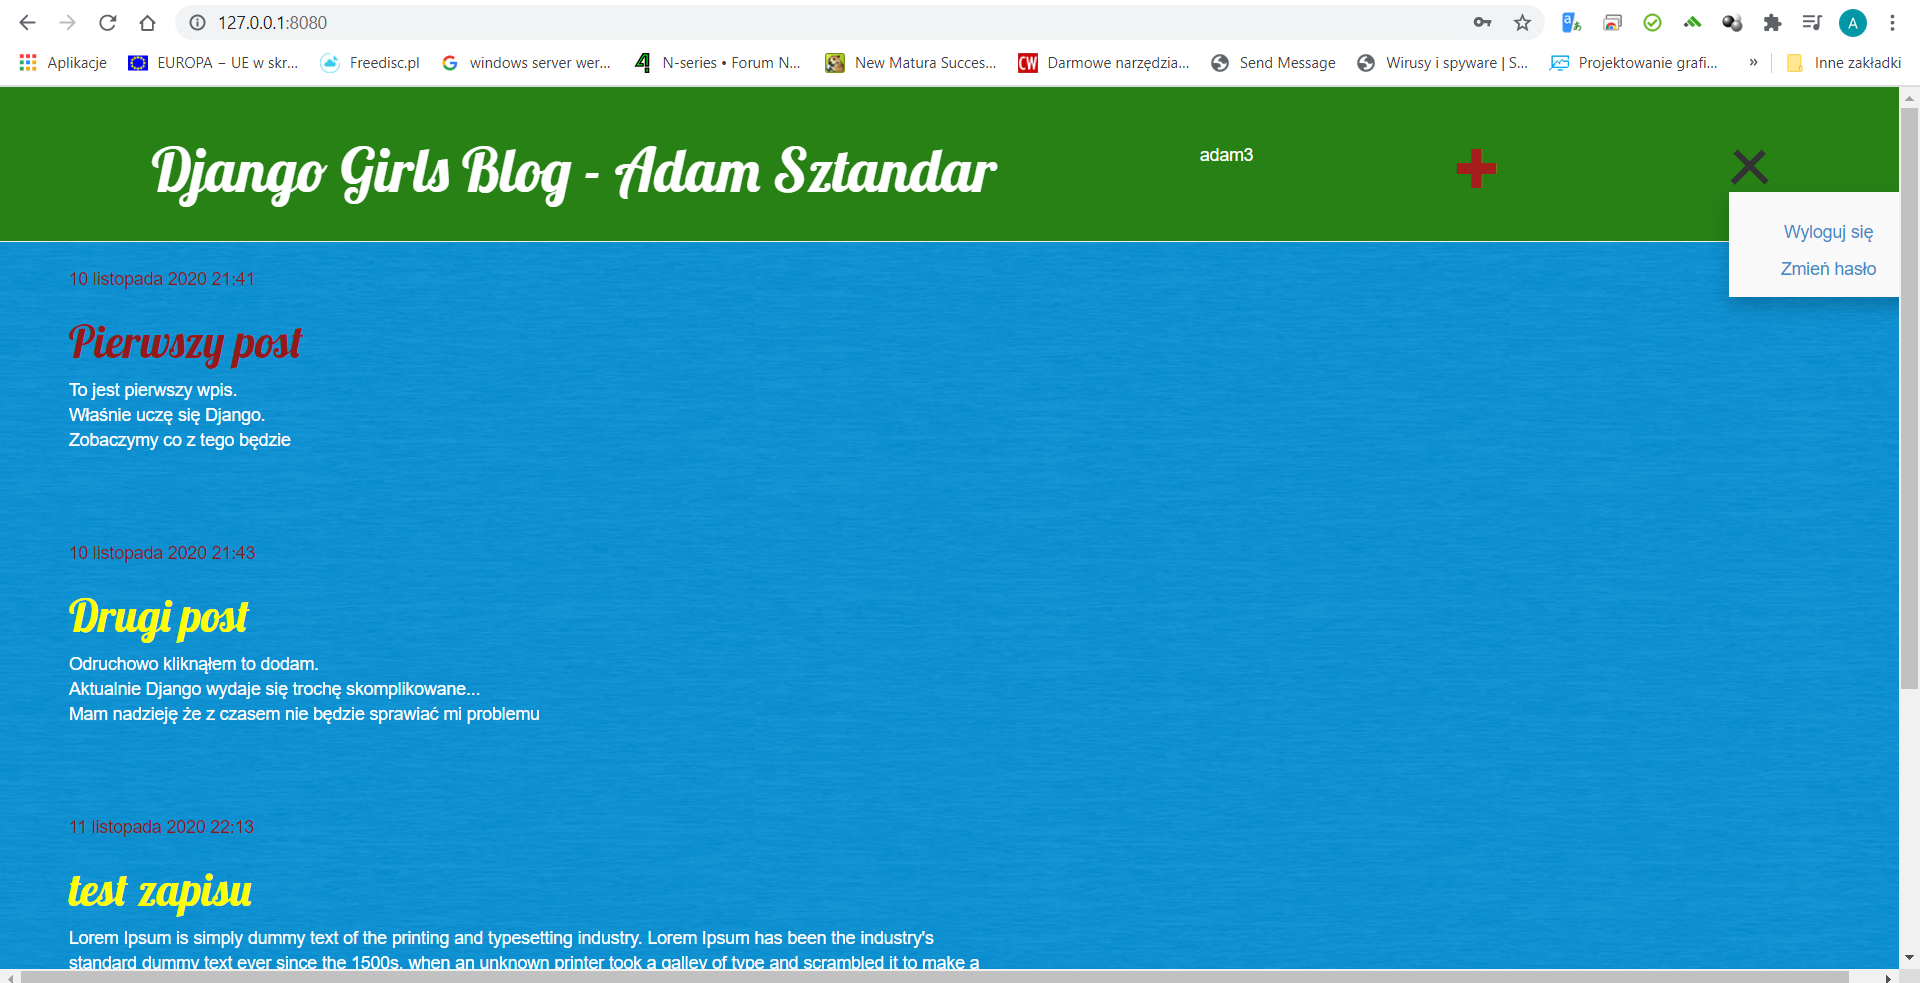 127.0.0.1:8080
A
Aplikacje
EUROPA – UE w skr...
Freedisc.pl
windows server wer...
N-series • Forum N...
New Matura Succes...
CW
Darmowe narzędzia...
Send Message
Wirusy i spyware | S...
Projektowanie grafi...
»
Inne zakładki
Django Girls Blog - Adam Sztandar
adam3
Wyloguj się
Zmień hasło
10 listopada 2020 21:41
Pierwszy post
To jest pierwszy wpis.
Właśnie uczę się Django.
Zobaczymy co z tego będzie
10 listopada 2020 21:43
Drugi post
Odruchowo kliknąłem to dodam.
Aktualnie Django wydaje się trochę skomplikowane...
Mam nadzieję że z czasem nie będzie sprawiać mi problemu
11 listopada 2020 22:13
test zapisu
Lorem Ipsum is simply dummy text of the printing and typesetting industry. Lorem Ipsum has been the industry's
standard dummy text ever since the 1500s, when an unknown printer took a galley of type and scrambled it to make a